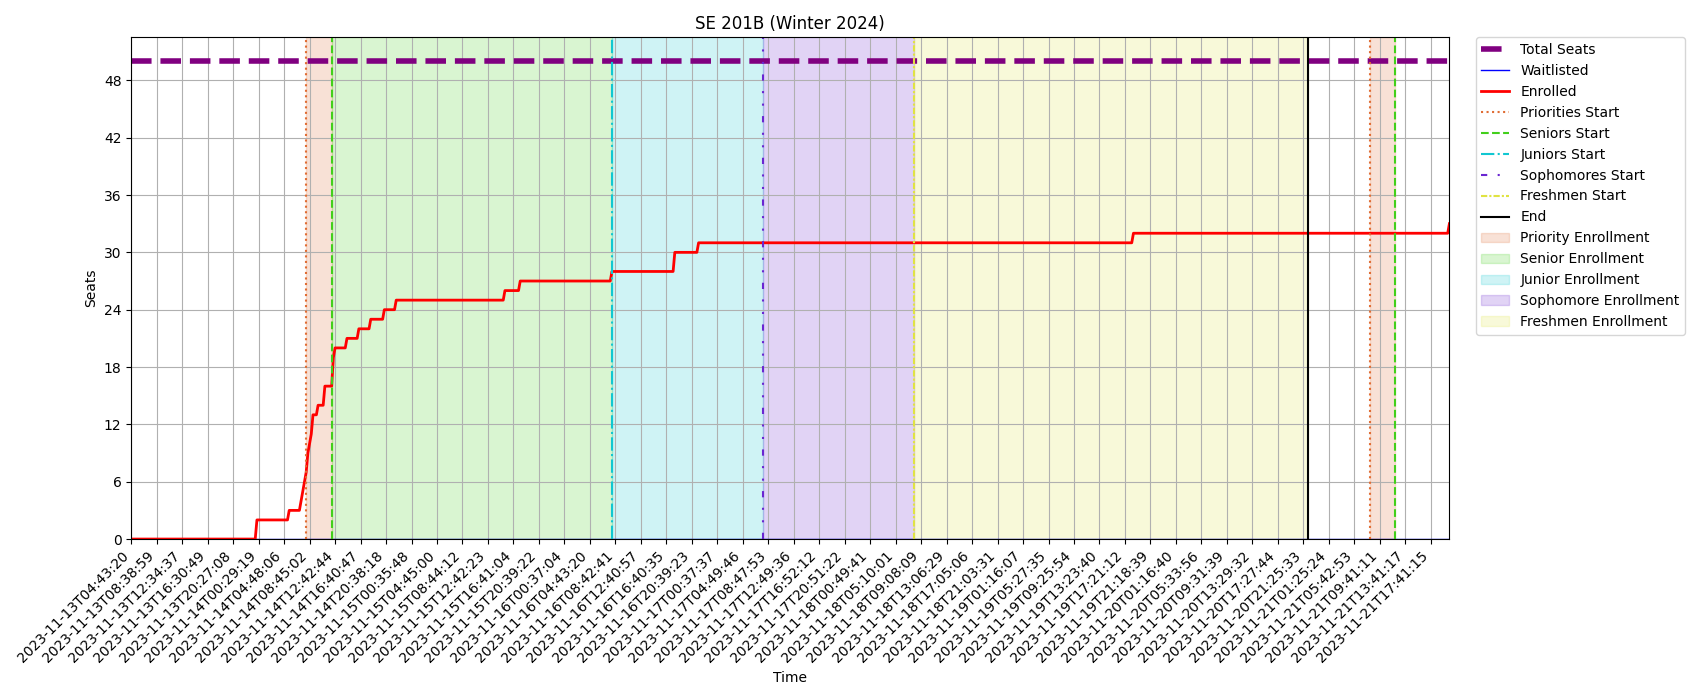 SE 201B (Winter 2024)
Total Seats
Waitlisted
Enrolled
Priorities Start
Seniors Start
Juniors Start
Sophomores Start
Freshmen Start
End
Priority Enrollment
Senior Enrollment
Junior Enrollment
Sophomore Enrollment
Freshmen Enrollment
Seats
48
42
36
30
24
18
12
6
0
2023-11-13T04:43:20
2023-11-13T08:38:59
2023-11-13T12:34:37
2023-11-13T16:30:49
2023-11-13T20:27:08
2023-11-14T00:29:19
2023-11-14T04:48:06
2023-11-14T08:45:02
2023-11-14T12:42:44
2023-11-14T16:40:47
2023-11-14T20:38:18
2023-11-15T00:35:48
2023-11-15T04:45:00
2023-11-15T08:44:12
2023-11-15T12:42:23
2023-11-15T16:41:04
2023-11-15T20:39:22
2023-11-16T00:37:04
2023-11-16T04:43:20
2023-11-16T08:42:41
2023-11-16T12:40:57
2023-11-16T16:40:35
2023-11-16T20:39:23
2023-11-17T00:37:37
2023-11-17T04:49:46
2023-11-17T08:47:53
2023-11-17T12:49:36
2023-11-17T16:52:12
2023-11-17T20:51:22
2023-11-18T00:49:41
2023-11-18T05:10:01
2023-11-18T09:08:09
2023-11-18T13:06:29
2023-11-18T17:05:06
2023-11-18T21:03:31
2023-11-19T01:16:07
2023-11-19T05:27:35
2023-11-19T09:25:54
2023-11-19T13:23:40
2023-11-19T17:21:12
2023-11-19T21:18:39
2023-11-20T01:16:40
2023-11-20T05:33:56
2023-11-20T09:31:39
2023-11-20T13:29:32
2023-11-20T17:27:44
2023-11-20T21:25:33
2023-11-21T01:25:24
2023-11-21T05:42:53
2023-11-21T09:41:11
2023-11-21T13:41:17
2023-11-21T17:41:15
Time